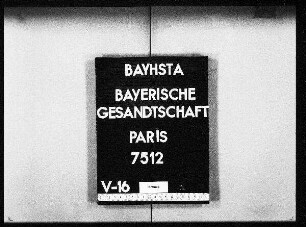 BAYHSTA
BAYERISCHE
GESANDTSCHAFT
PARIS
7512
V-16